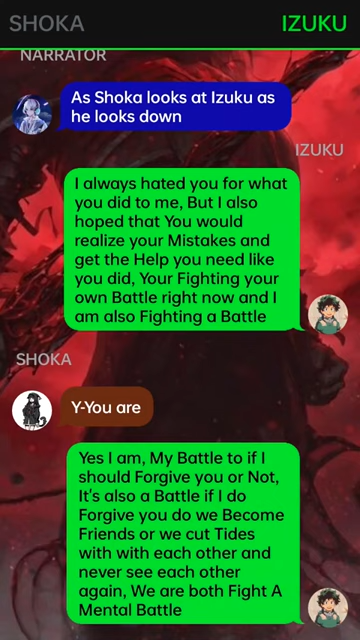 SHOKA
IZUKU
NARRATOR
As Shoka looks at Izuku as
he looks down
IZUKU
I always hated you for what
you did to me, But I also
hoped that You would
realize your Mistakes and
get the Help you need like
you did, Your Fighting your
own Battle right now and I
am also Fighting a Battle
SHOKA
Y-You are
Yes I am, My Battle to if I
should Forgive you or Not,
It's also a Battle if I do
Forgive you do we Become
Friends or we cut Tides
with with each other and
never see each other
again, We are both Fight A
Mental Battle